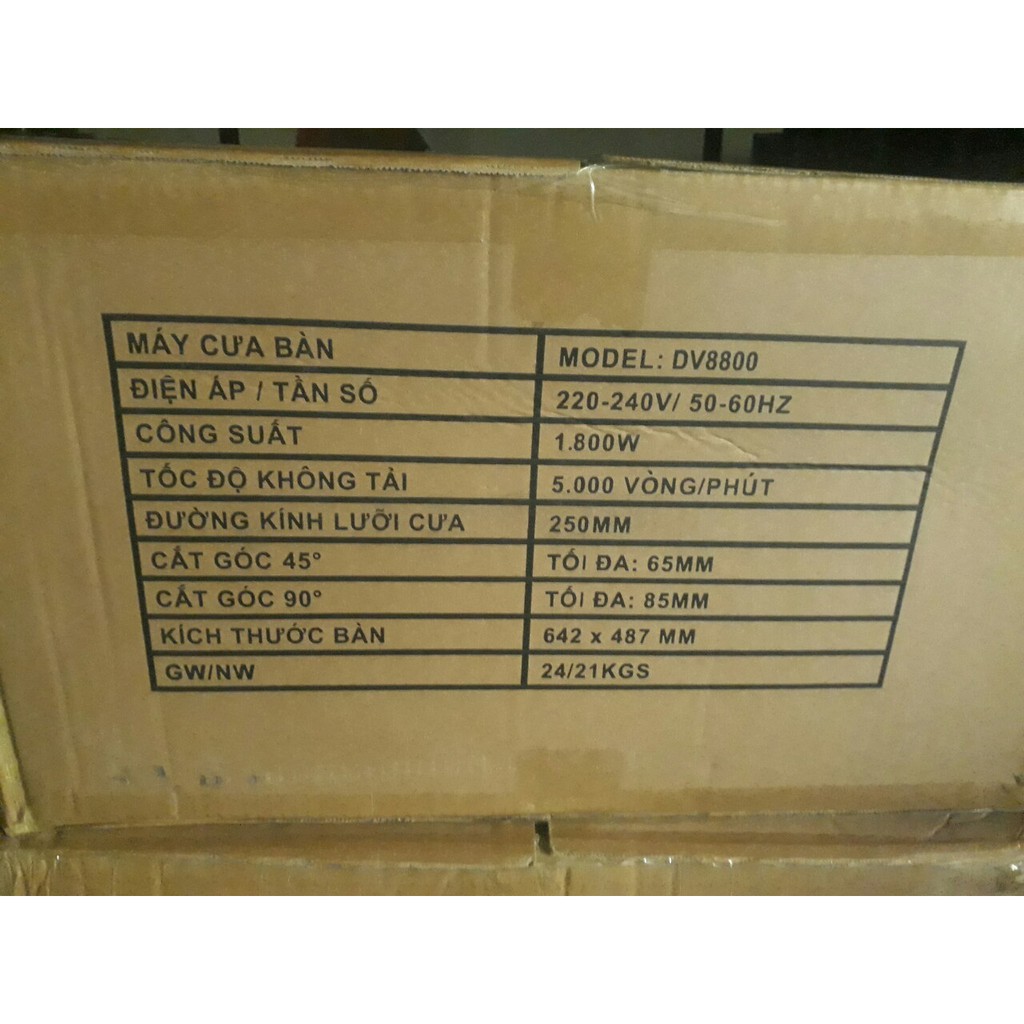 MÁY CƯA BÀN MODEL: DV8800
ĐIỆN ÁP / TẦN SỐ 220-240V/ 50-60HZ
CÔNG SUẤT 1.800W
TỐC ĐỘ KHÔNG TẢI 5.000 VÒNG/PHÚT
ĐƯỜNG KÍNH LƯỠI CƯA 250MM
CẮT GÓC 45° TỐI ĐA: 65MM
CẮT GÓC 90° TỐI ĐA: 85MM
KÍCH THƯỚC BÀN 642 x 487 MM
GW/NW 24/21KGS